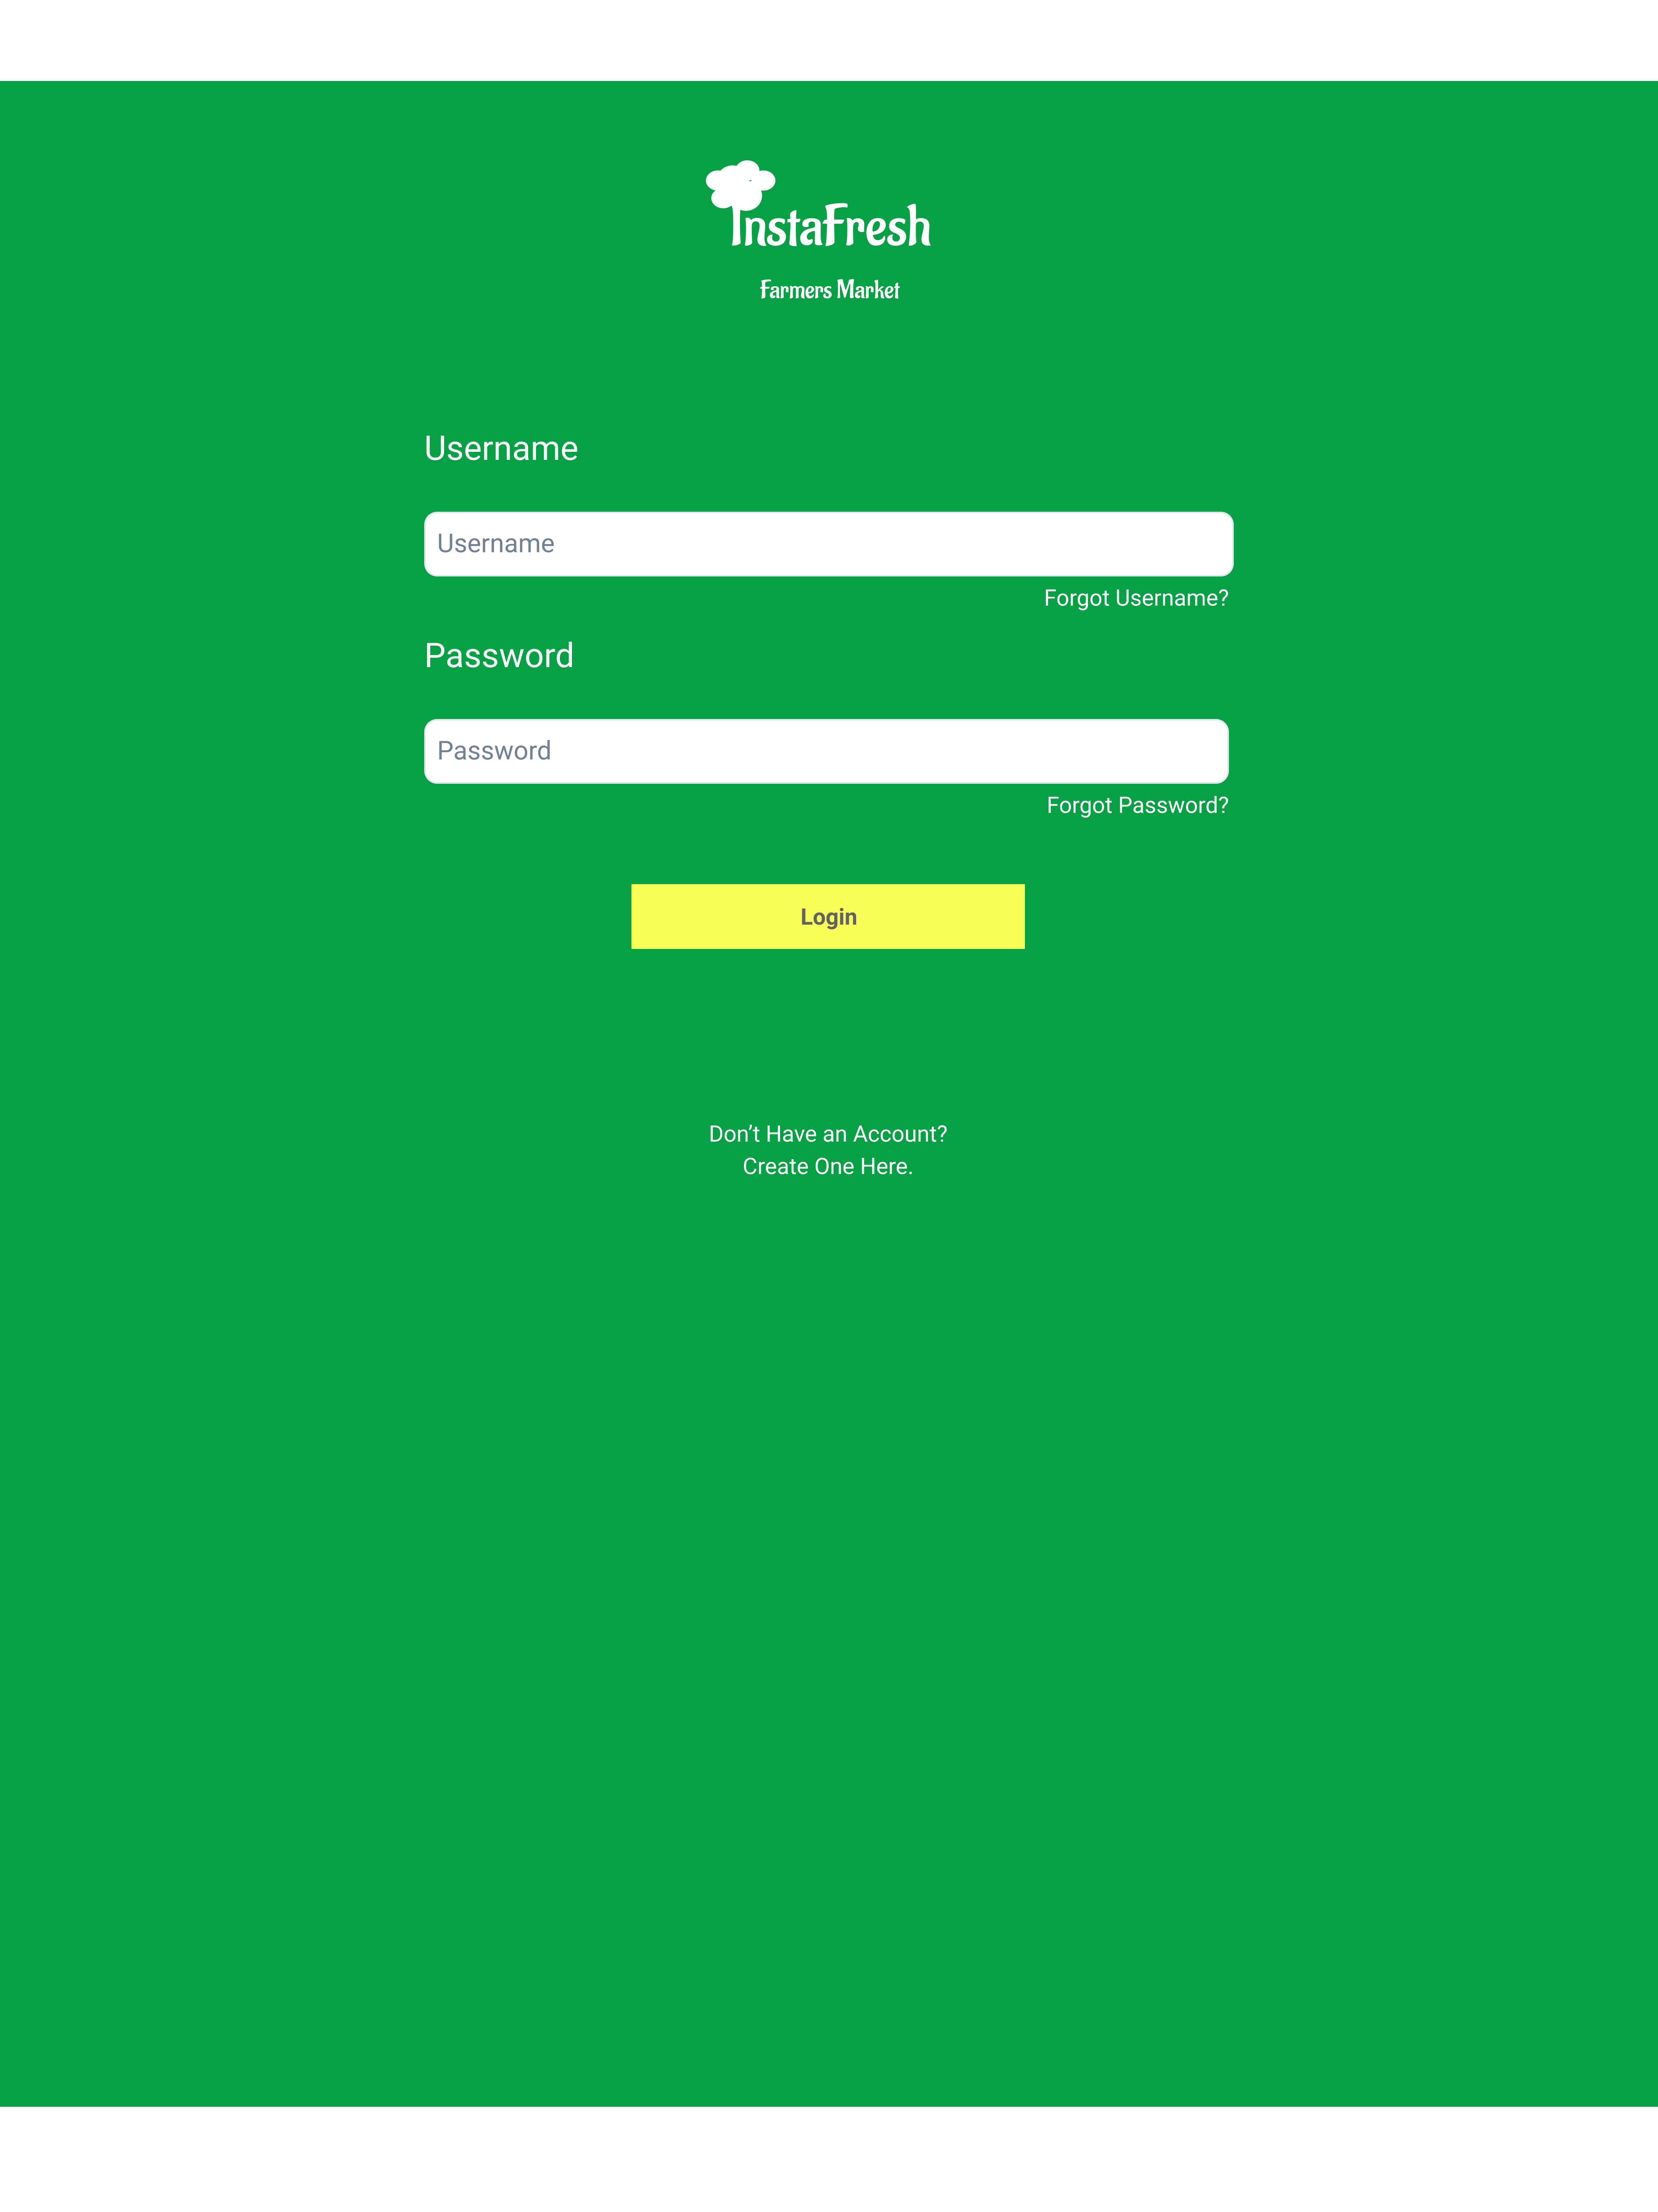 InstaFresh
Farmers Market
Username
Username
Forgot Username?
Password
Password
Forgot Password?
Login
Don’t Have an Account?
Create One Here.